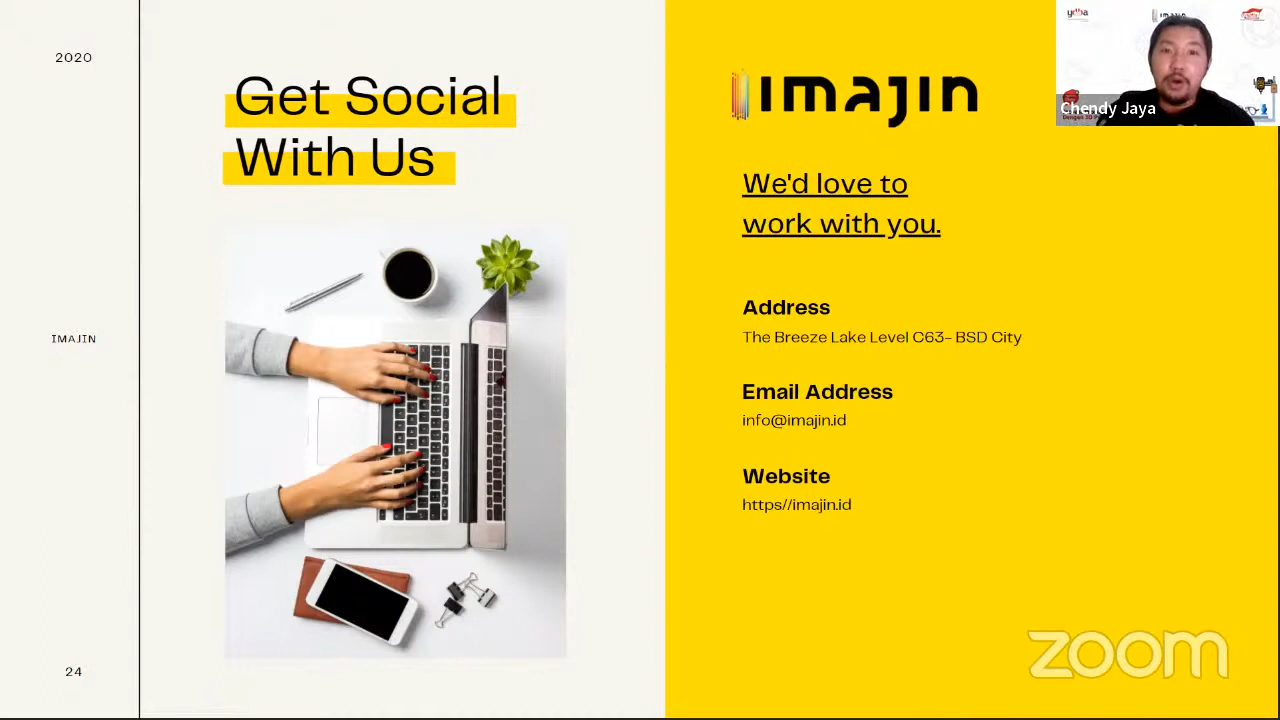 2020
IMAJIN
24
Get Social
With Us
imajin
We'd love to
work with you.
Address
The Breeze Lake Level C63- BSD City
Email Address
info@imajin.id
Website
https//imajin.id
Chendy Jaya
zoom